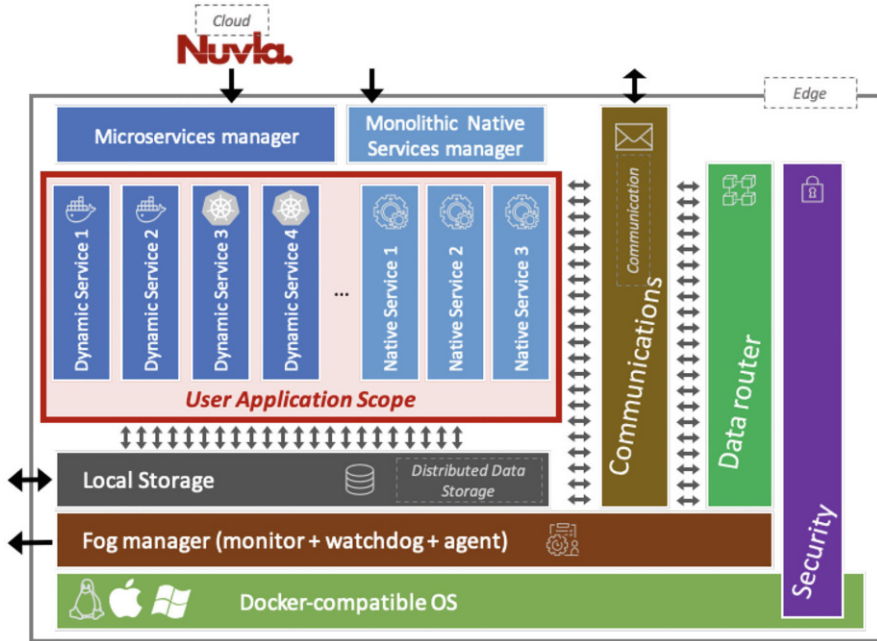 Cloud
Nuvla.
Edge
Microservices manager
Monolithic Native
Services manager
Dynamic Service 1
Dynamic Service 2
Dynamic Service 3
Dynamic Service 4
...
Native Service 1
Native Service 2
Native Service 3
User Application Scope
Communication
Communications
Data router
Security
Local Storage
Distributed Data
Storage
Fog manager (monitor + watchdog + agent)
Docker-compatible OS